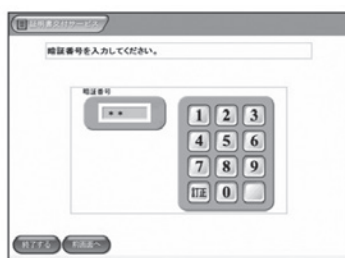 証明書交付サービス
暗証番号を入力してください。
暗証番号
**
1 2 3
4 5 6
7 8 9
訂正 0
終了する 前画面へ